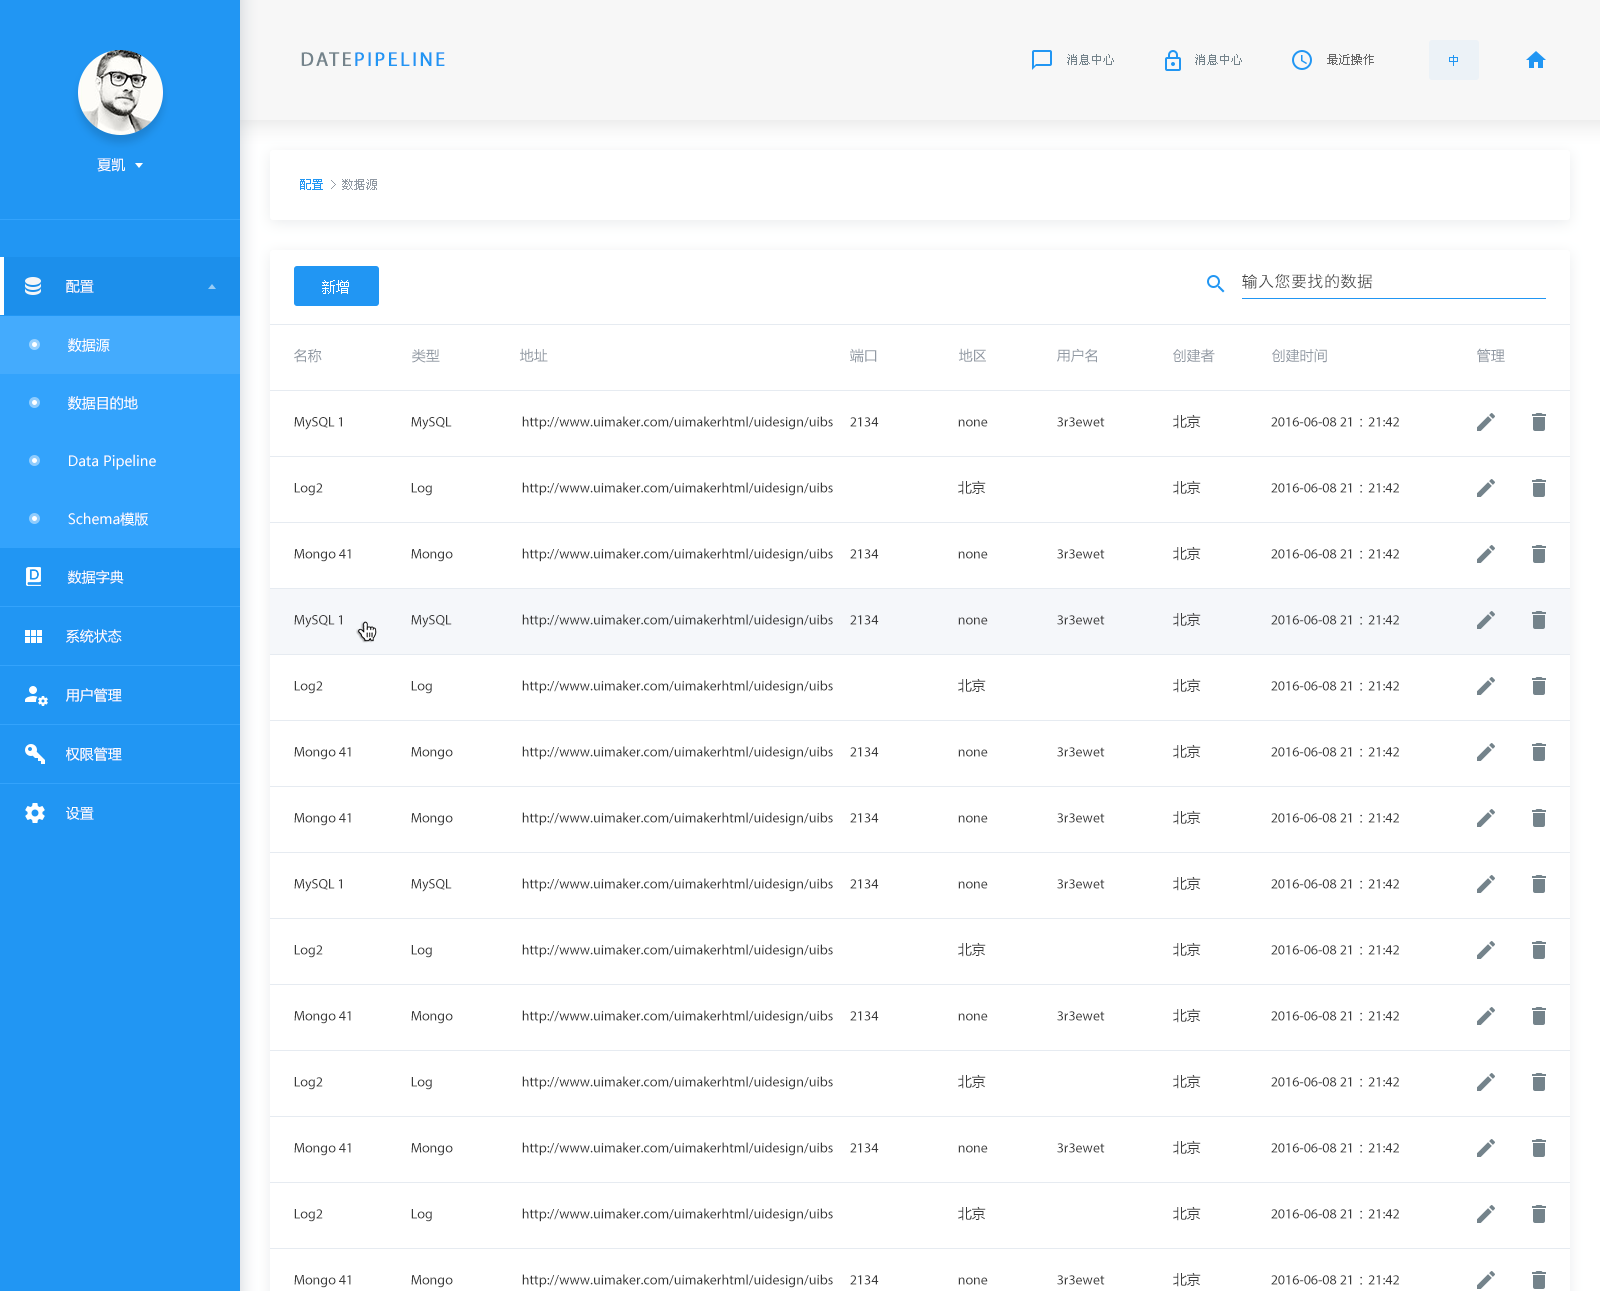 夏凯
配置
数据源
数据目的地
Data Pipeline
Schema模版
数据字典
系统状态
用户管理
权限管理
设置
DATEPIPELINE 消息中心 消息中心 最近操作 中
配置 > 数据源
新增 输入您要找的数据
名称 类型 地址 端口 地区 用户名 创建者 创建时间 管理
MySQL 1 MySQL http://www.uimaker.com/uimakerhtml/uidesign/uibs 2134 none 3r3ewet 北京 2016-06-08 21：21:42
Log2 Log http://www.uimaker.com/uimakerhtml/uidesign/uibs 北京 北京 2016-06-08 21：21:42
Mongo 41 Mongo http://www.uimaker.com/uimakerhtml/uidesign/uibs 2134 none 3r3ewet 北京 2016-06-08 21：21:42
MySQL 1 MySQL http://www.uimaker.com/uimakerhtml/uidesign/uibs 2134 none 3r3ewet 北京 2016-06-08 21：21:42
Log2 Log http://www.uimaker.com/uimakerhtml/uidesign/uibs 北京 北京 2016-06-08 21：21:42
Mongo 41 Mongo http://www.uimaker.com/uimakerhtml/uidesign/uibs 2134 none 3r3ewet 北京 2016-06-08 21：21:42
Mongo 41 Mongo http://www.uimaker.com/uimakerhtml/uidesign/uibs 2134 none 3r3ewet 北京 2016-06-08 21：21:42
MySQL 1 MySQL http://www.uimaker.com/uimakerhtml/uidesign/uibs 2134 none 3r3ewet 北京 2016-06-08 21：21:42
Log2 Log http://www.uimaker.com/uimakerhtml/uidesign/uibs 北京 北京 2016-06-08 21：21:42
Mongo 41 Mongo http://www.uimaker.com/uimakerhtml/uidesign/uibs 2134 none 3r3ewet 北京 2016-06-08 21：21:42
Log2 Log http://www.uimaker.com/uimakerhtml/uidesign/uibs 北京 北京 2016-06-08 21：21:42
Mongo 41 Mongo http://www.uimaker.com/uimakerhtml/uidesign/uibs 2134 none 3r3ewet 北京 2016-06-08 21：21:42
Log2 Log http://www.uimaker.com/uimakerhtml/uidesign/uibs 北京 北京 2016-06-08 21：21:42
Mongo 41 Mongo http://www.uimaker.com/uimakerhtml/uidesign/uibs 2134 none 3r3ewet 北京 2016-06-08 21：21:42